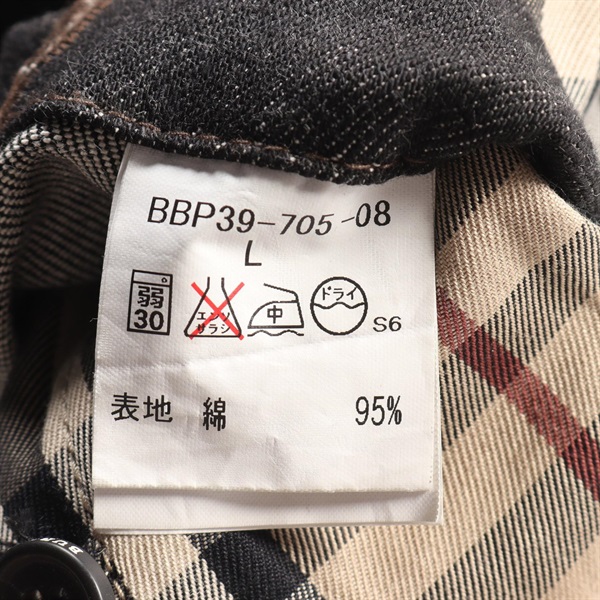 BBP39-705-08
L
弱
30
エンソ
サラシ
中
ドライ
S6
表地 綿 95%